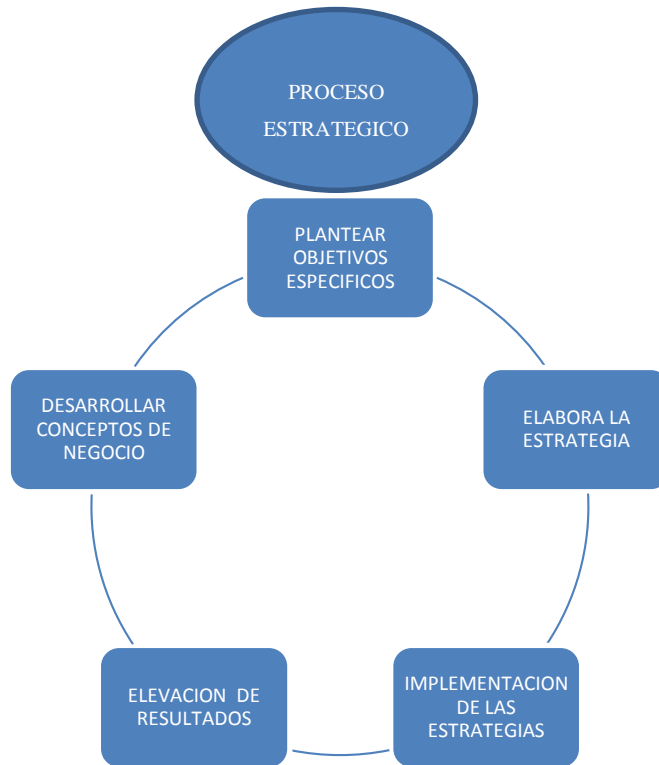 PROCESO
ESTRATEGICO
PLANTEAR
OBJETIVOS
ESPECIFICOS
ELABORA LA
ESTRATEGIA
IMPLEMENTACION
DE LAS
ESTRATEGIAS
ELEVACION DE
RESULTADOS
DESARROLLAR
CONCEPTOS DE
NEGOCIO